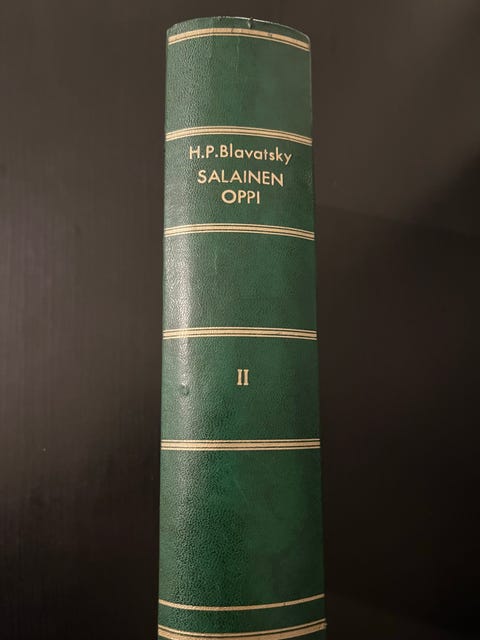 H.P.Blavatsky
SALAINEN
OPPI
II